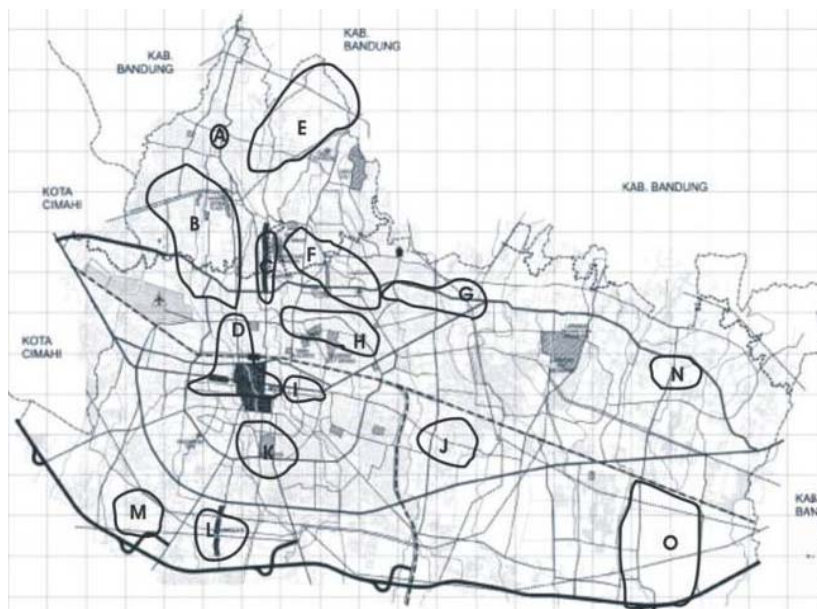 KAB.
BANDUNG
KAB.
BANDUNG
A
E
KOTA
CIMAHI
KAB. BANDUNG
B
C
F
G
D
H
KOTA
CIMAHI
N
I
J
K
M
L
O
KAB
BAN